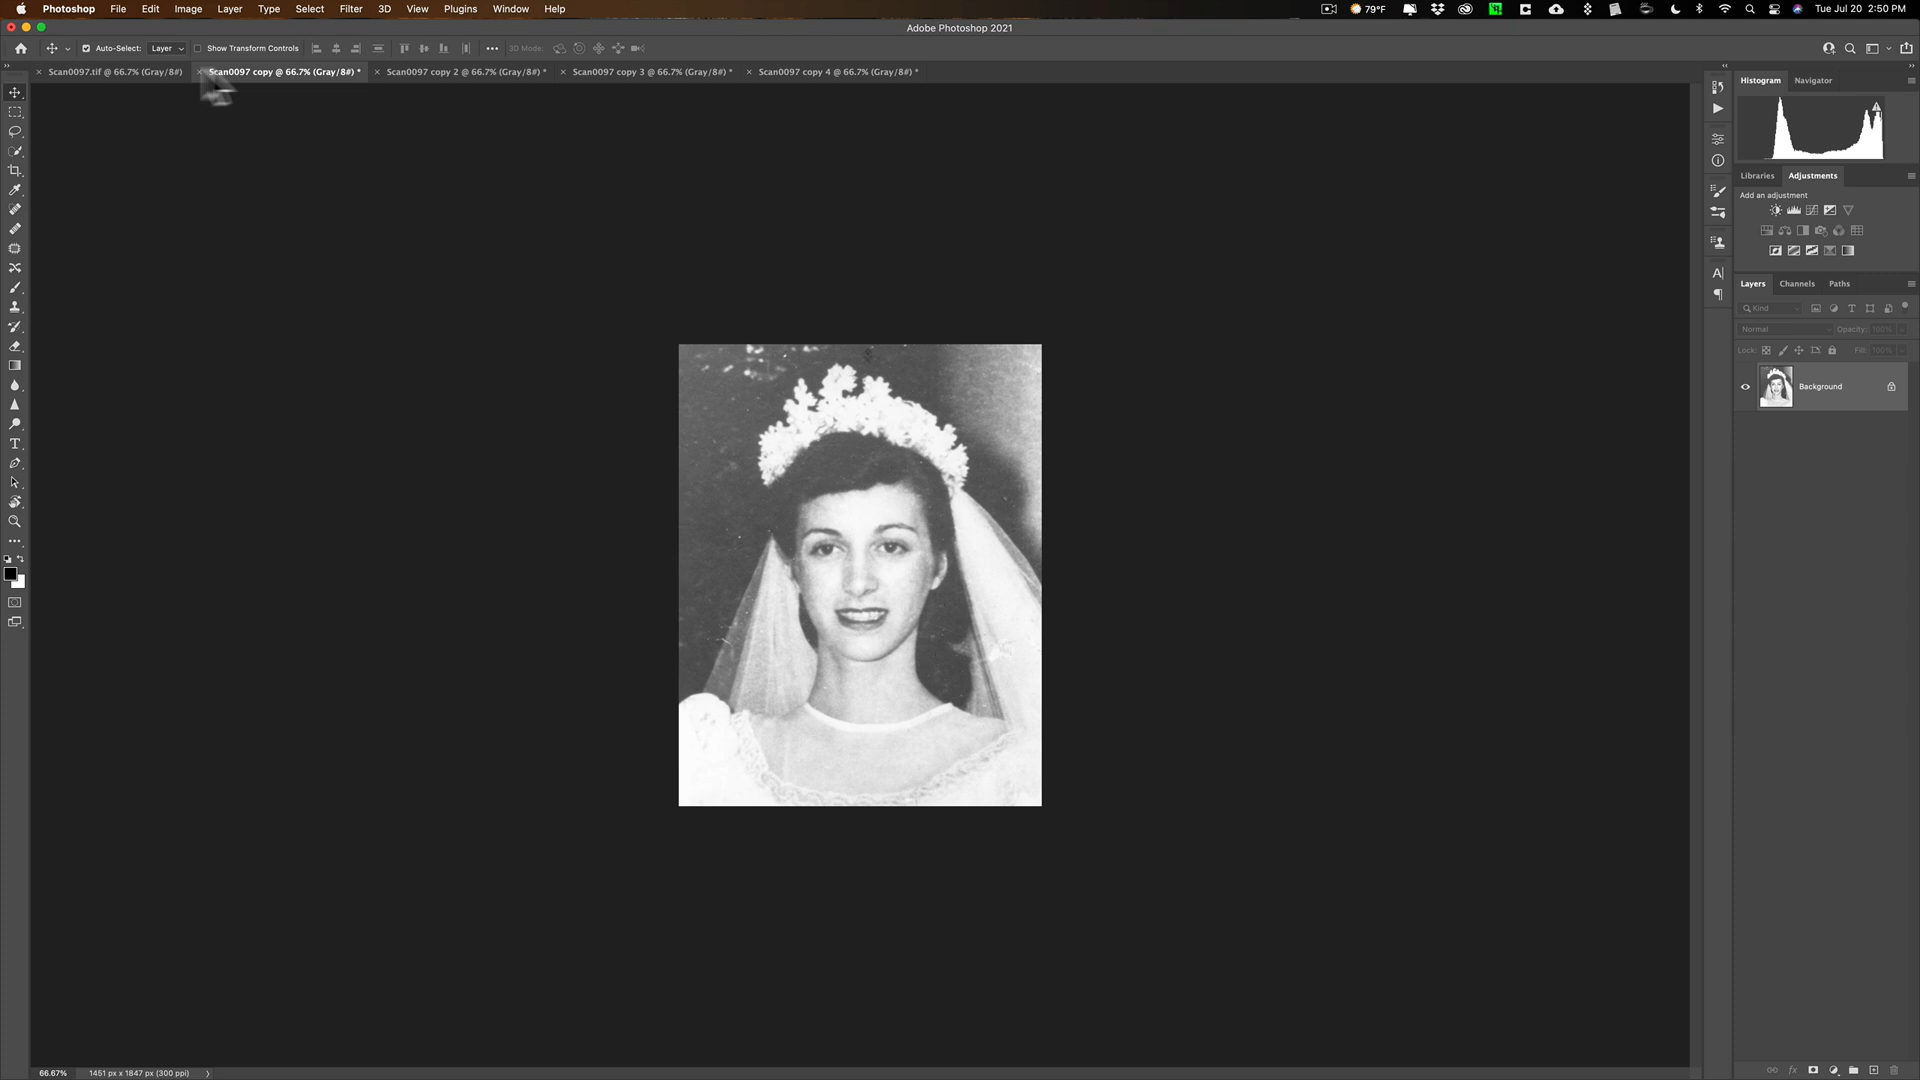 Photoshop File Edit Image Layer Type Select Filter 3D View Plugins Window Help 79°F Tue Jul 20 2:50 PM
Adobe Photoshop 2021
Auto-Select: Layer Show Transform Controls 3D Mode:
Scan0097.tif @ 66.7% (Gray/8#) Scan0097 copy @ 66.7% (Gray/8#) * Scan0097 copy 2 @ 66.7% (Gray/8#) * Scan0097 copy 3 @ 66.7% (Gray/8#) * Scan0097 copy 4 @ 66.7% (Gray/8#) *
Histogram Navigator
Libraries Adjustments
Add an adjustment
Layers Channels Paths
Kind
Normal Opacity: 100%
Lock: Fill: 100%
Background
66.67% 1451 px x 1847 px (300 ppi)